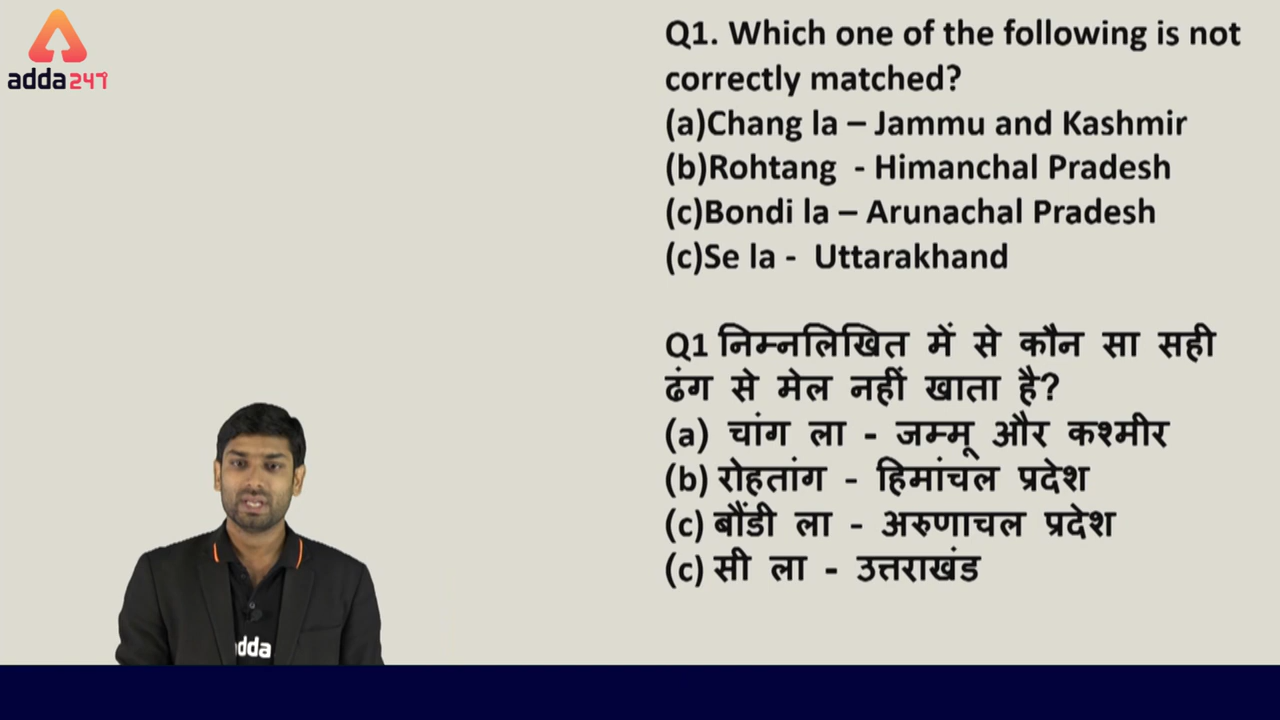 adda247
Q1. Which one of the following is not
correctly matched?
(a)Chang la – Jammu and Kashmir
(b)Rohtang - Himanchal Pradesh
(c)Bondi la – Arunachal Pradesh
(c)Se la - Uttarakhand
Q1 निम्नलिखित में से कौन सा सही
ढंग से मेल नहीं खाता है?
(a) चांग ला - जम्मू और कश्मीर
(b) रोहतांग - हिमांचल प्रदेश
(c) बौंडी ला - अरुणाचल प्रदेश
(c) सी ला - उत्तराखंड
adda